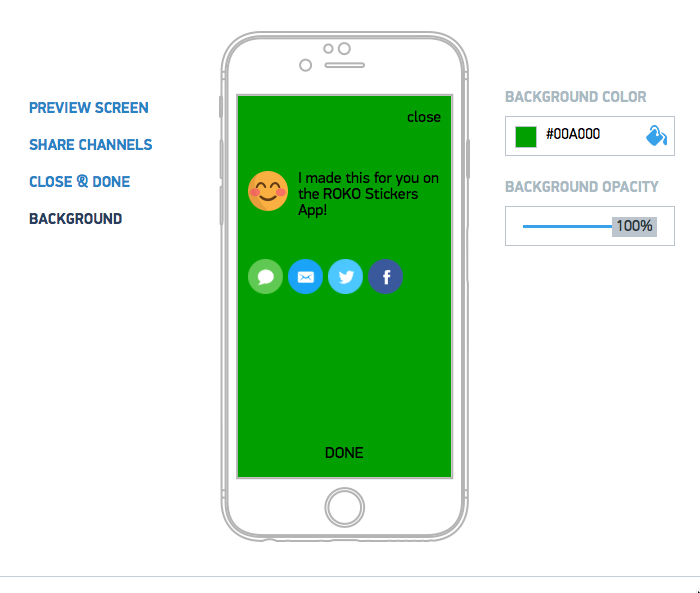 PREVIEW SCREEN
SHARE CHANNELS
CLOSE & DONE
BACKGROUND
close
I made this for you on
the ROKO Stickers
App!
f
DONE
BACKGROUND COLOR
#00A000
BACKGROUND OPACITY
100%